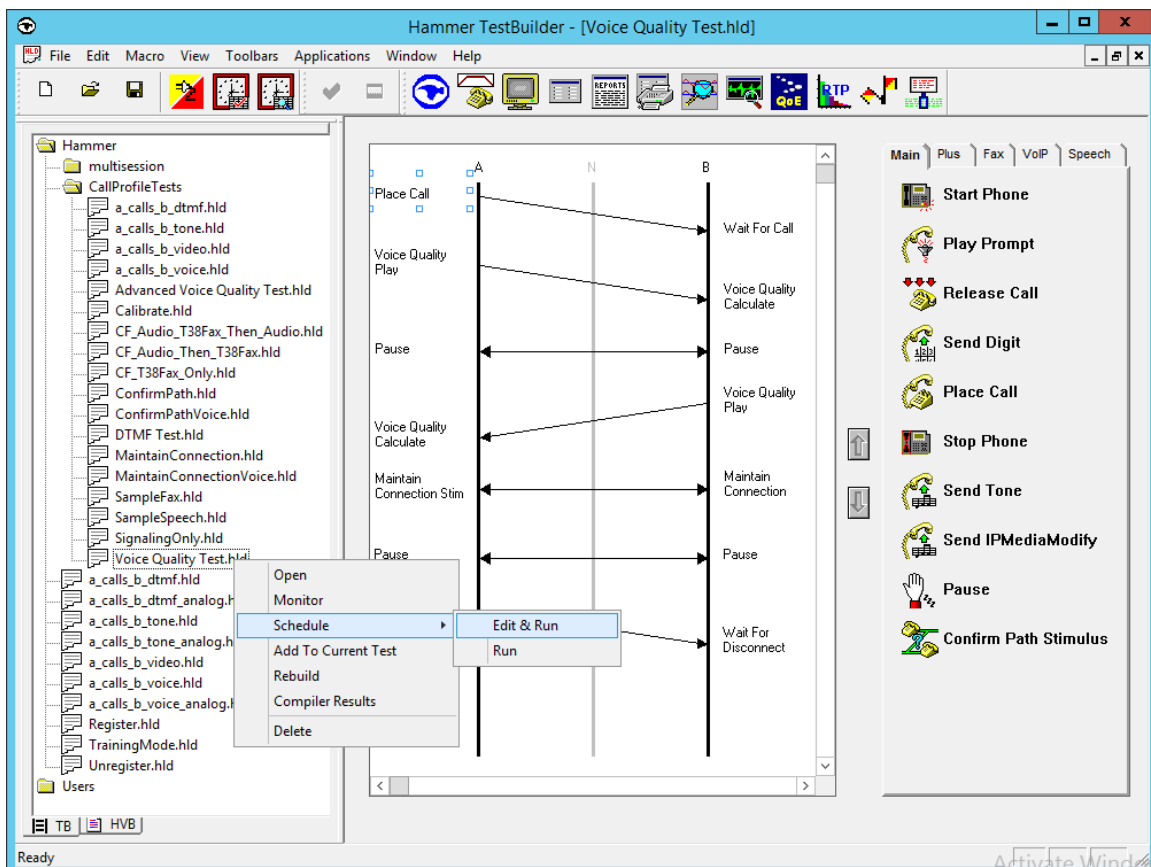 Hammer TestBuilder - [Voice Quality Test.hld]
File Edit Macro View Toolbars Applications Window Help
REPORTS QoE RTP
Hammer
multisession
CallProfileTests
a_calls_b_dtmf.hld
a_calls_b_tone.hld
a_calls_b_video.hld
a_calls_b_voice.hld
Advanced Voice Quality Test.hld
Calibrate.hld
CF_Audio_T38Fax_Then_Audio.hld
CF_Audio_Then_T38Fax.hld
CF_T38Fax_Only.hld
ConfirmPath.hld
ConfirmPathVoice.hld
DTMF Test.hld
MaintainConnection.hld
MaintainConnectionVoice.hld
SampleFax.hld
SampleSpeech.hld
SignalingOnly.hld
Voice Quality Test.hld
a_calls_b_dtmf.hld
a_calls_b_dtmf_analog.h
a_calls_b_tone.hld
a_calls_b_tone_analog.h
a_calls_b_video.hld
a_calls_b_voice.hld
a_calls_b_voice_analog.h
Register.hld
TrainingMode.hld
Unregister.hld
Users
TB HVB
Open
Monitor
Schedule
Add To Current Test
Rebuild
Compiler Results
Delete
Edit & Run
Run
A N B
Place Call
Wait For Call
Voice Quality
Play
Voice Quality
Calculate
Pause Pause
Voice Quality
Play
Voice Quality
Calculate
Maintain
Connection Stim
Maintain
Connection
Pause Pause
Wait For
Disconnect
Main Plus Fax VoIP Speech
Start Phone
Play Prompt
Release Call
Send Digit
Place Call
Stop Phone
Send Tone
Send IPMediaModify
Pause
Confirm Path Stimulus
Ready
Activate Windo